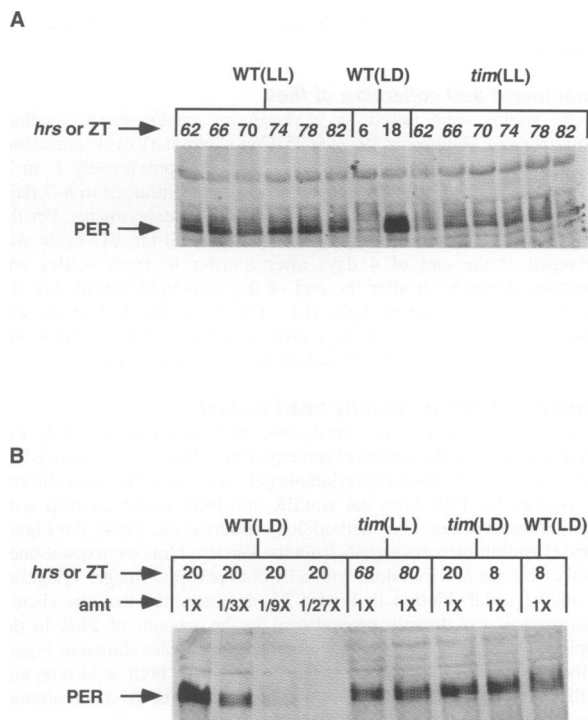 A
WT(LL) WT(LD) tim(LL)
hrs or ZT 62 66 70 74 78 82 6 18 62 66 70 74 78 82
PER
B
WT(LD) tim(LL) tim(LD) WT(LD)
hrs or ZT 20 20 20 20 68 80 20 8 8
amt 1X 1/3X 1/9X 1/27X 1X 1X 1X 1X 1X
PER